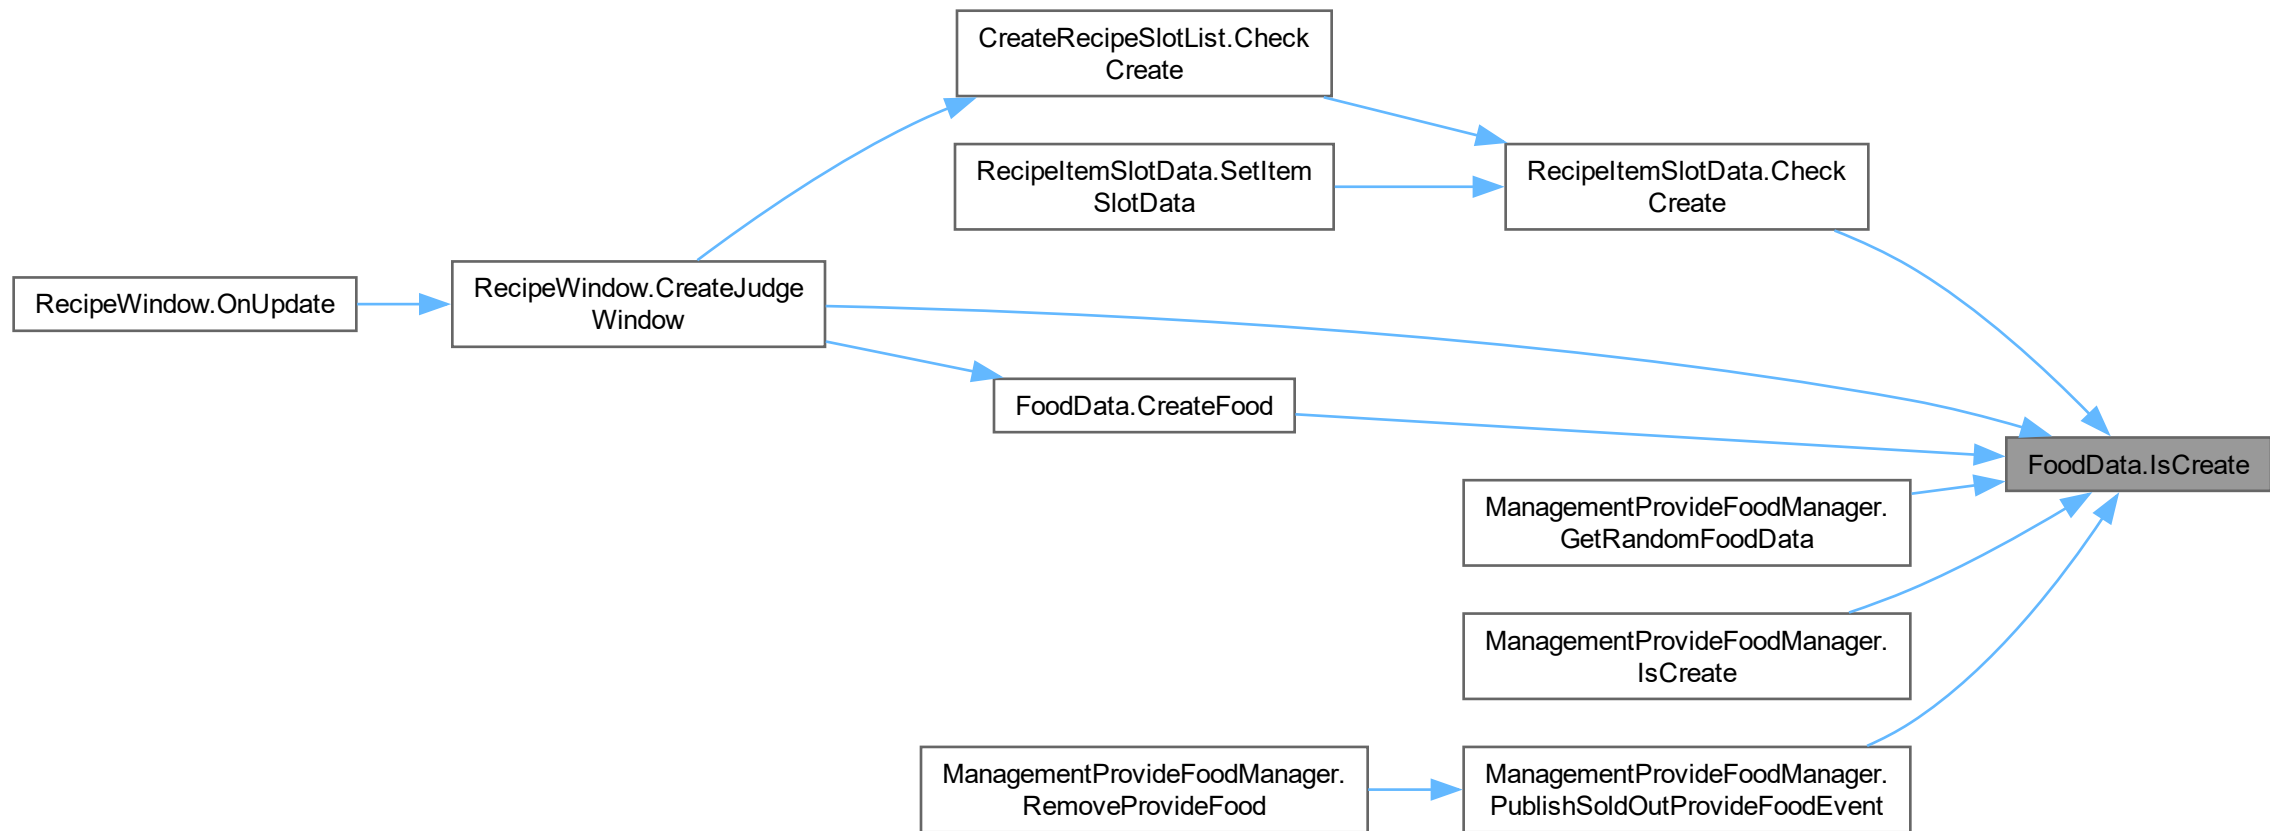 CreateRecipeSlotList.Check
Create
RecipeItemSlotData.SetItem
SlotData
RecipeItemSlotData.Check
Create
RecipeWindow.OnUpdate
RecipeWindow.CreateJudge
Window
FoodData.CreateFood
FoodData.IsCreate
ManagementProvideFoodManager.
GetRandomFoodData
ManagementProvideFoodManager.
IsCreate
ManagementProvideFoodManager.
RemoveProvideFood
ManagementProvideFoodManager.
PublishSoldOutProvideFoodEvent